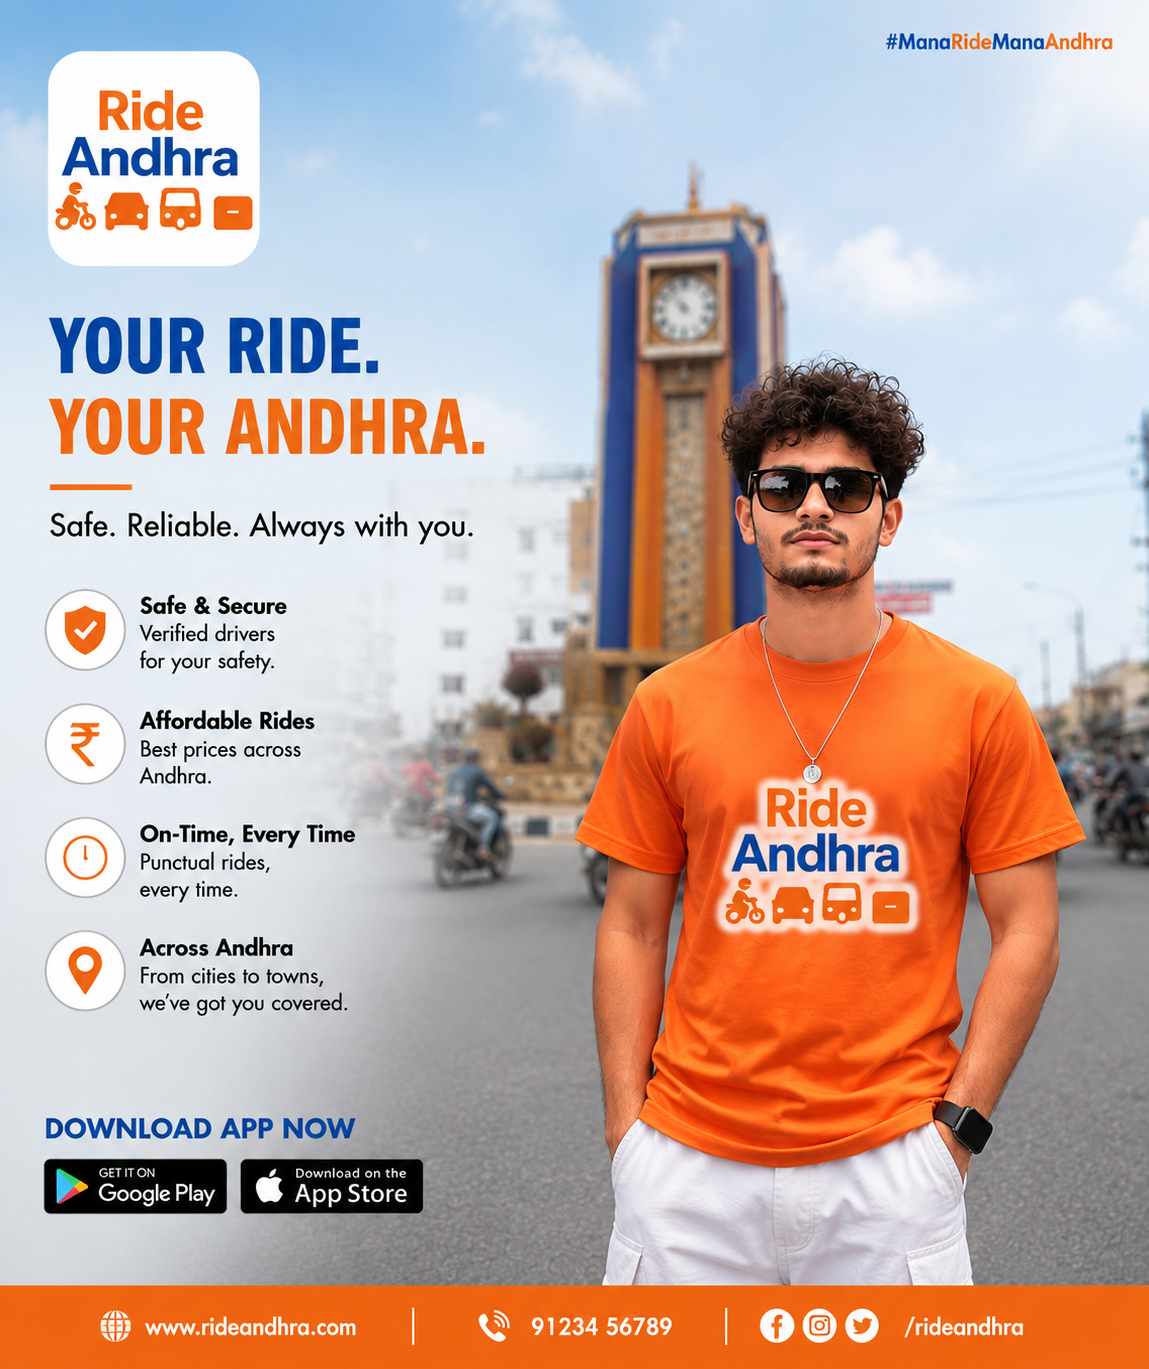 #ManaRideManaAndhra
Ride
Andhra
YOUR RIDE.
YOUR ANDHRA.
Safe. Reliable. Always with you.
Safe & Secure
Verified drivers
for your safety.
₹
Affordable Rides
Best prices across
Andhra.
On-Time, Every Time
Punctual rides,
every time.
Across Andhra
From cities to towns,
we've got you covered.
Ride
Andhra
DOWNLOAD APP NOW
GET IT ON
Google Play
Download on the
App Store
www.rideandhra.com
91234 56789
/rideandhra